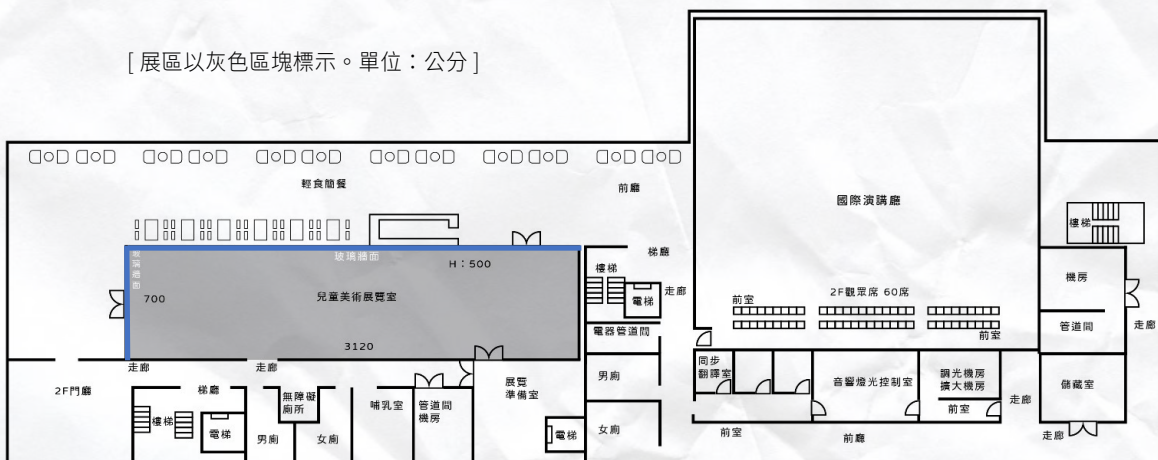 [ 展區以灰色區塊標示。單位：公分 ]
輕食簡餐
前廳
國際演講廳
樓梯
玻璃牆面
玻璃牆面
H：500
梯廳
樓梯
機房
700
兒童美術展覽室
電梯
走廊
2F觀眾席 60席
前室
電器管道間
前室
管道間
走廊
3120
走廊
走廊
2F門廳
梯廳
無障礙
廁所
哺乳室
管道間
機房
展覽
準備室
男廁
同步
翻譯室
音響燈光控制室
調光機房
擴大機房
儲藏室
樓梯
電梯
男廁
女廁
電梯
女廁
前室
前廳
前室
走廊
走廊